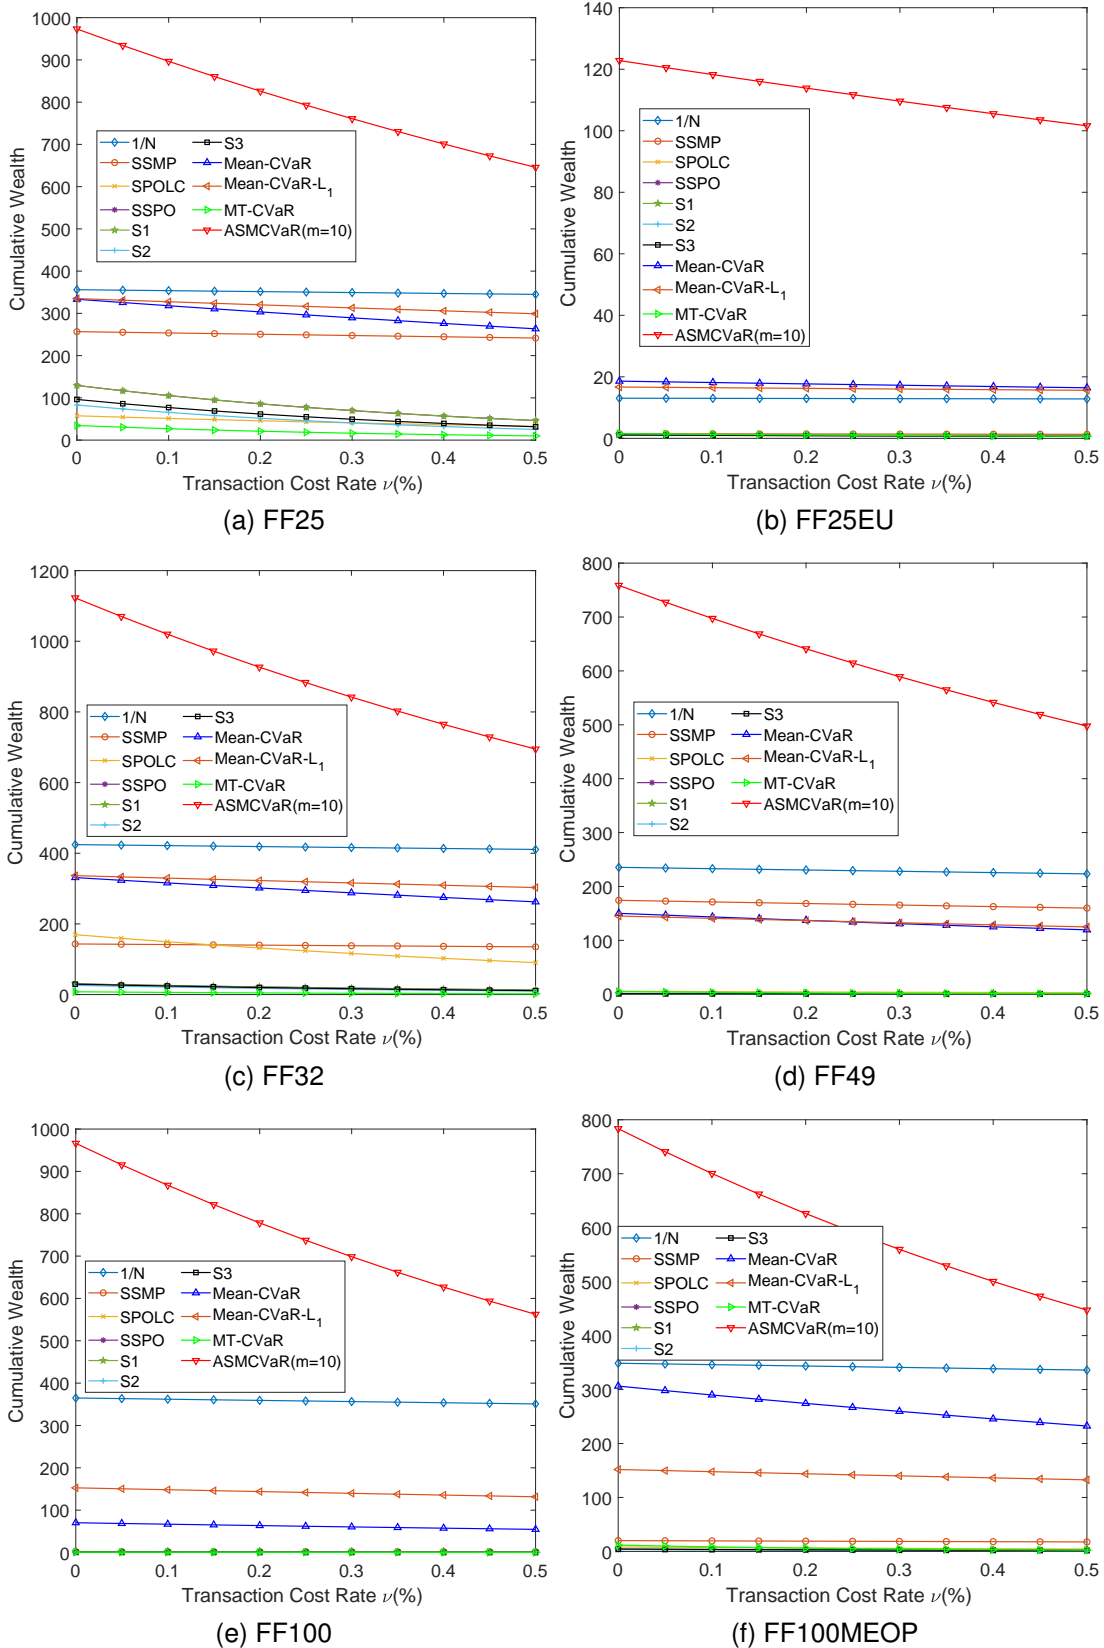 1000
900
800
700
600
500
400
300
200
100
0
Cumulative Wealth
1/N
SSMP
SPOLC
SSPO
S1
S2
S3
Mean-CVaR
Mean-CVaR-L₁
MT-CVaR
ASMCVaR(m=10)
0 0.1 0.2 0.3 0.4 0.5
Transaction Cost Rate ν(%)
(a) FF25
140
120
100
80
60
40
20
0
Cumulative Wealth
1/N
SSMP
SPOLC
SSPO
S1
S2
S3
Mean-CVaR
Mean-CVaR-L₁
MT-CVaR
ASMCVaR(m=10)
0 0.1 0.2 0.3 0.4 0.5
Transaction Cost Rate ν(%)
(b) FF25EU
1200
1000
800
600
400
200
0
Cumulative Wealth
1/N
SSMP
SPOLC
SSPO
S1
S2
S3
Mean-CVaR
Mean-CVaR-L₁
MT-CVaR
ASMCVaR(m=10)
0 0.1 0.2 0.3 0.4 0.5
Transaction Cost Rate ν(%)
(c) FF32
800
700
600
500
400
300
200
100
0
Cumulative Wealth
1/N
SSMP
SPOLC
SSPO
S1
S2
S3
Mean-CVaR
Mean-CVaR-L₁
MT-CVaR
ASMCVaR(m=10)
0 0.1 0.2 0.3 0.4 0.5
Transaction Cost Rate ν(%)
(d) FF49
1000
900
800
700
600
500
400
300
200
100
0
Cumulative Wealth
1/N
SSMP
SPOLC
SSPO
S1
S2
S3
Mean-CVaR
Mean-CVaR-L₁
MT-CVaR
ASMCVaR(m=10)
0 0.1 0.2 0.3 0.4 0.5
Transaction Cost Rate ν(%)
(e) FF100
800
700
600
500
400
300
200
100
0
Cumulative Wealth
1/N
SSMP
SPOLC
SSPO
S1
S2
S3
Mean-CVaR
Mean-CVaR-L₁
MT-CVaR
ASMCVaR(m=10)
0 0.1 0.2 0.3 0.4 0.5
Transaction Cost Rate ν(%)
(f) FF100MEOP